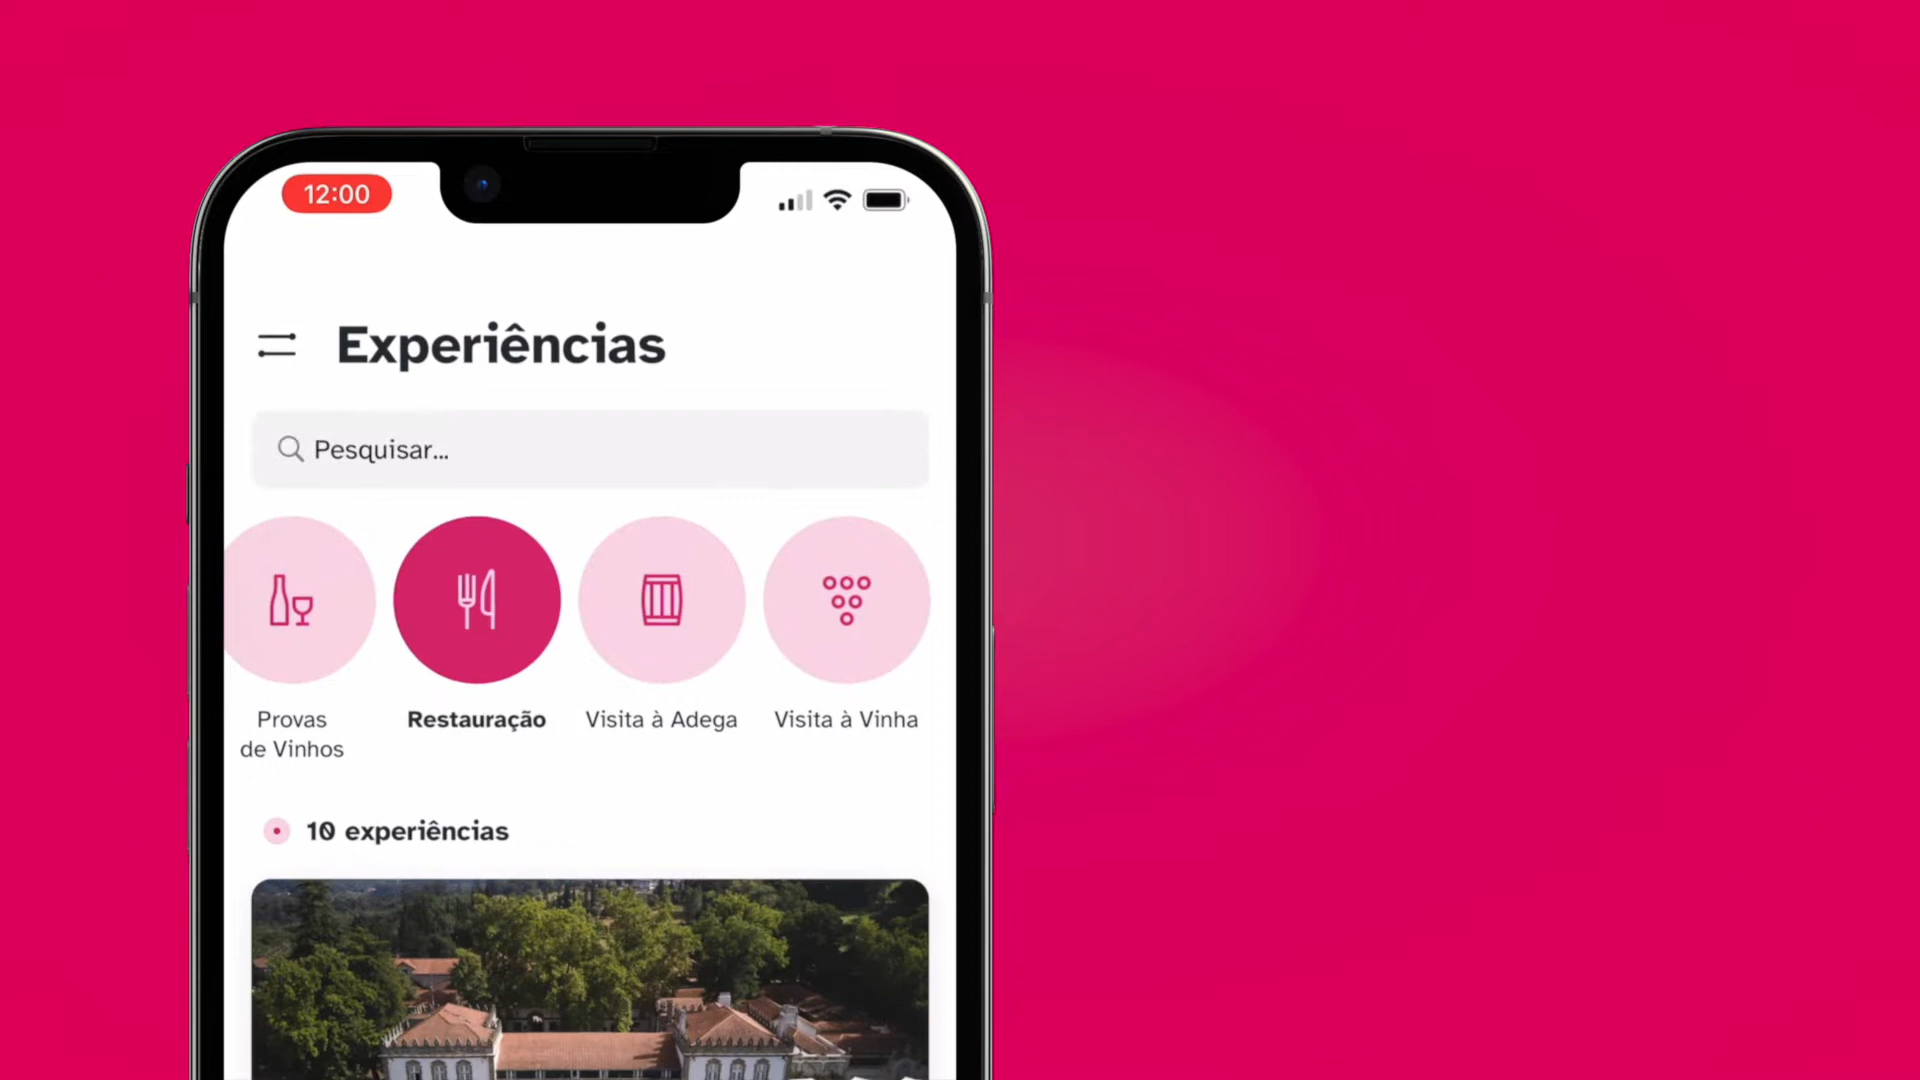 12:00
Experiências
Pesquisar...
Provas
de Vinhos
Restauração
Visita à Adega
Visita à Vinha
10 experiências